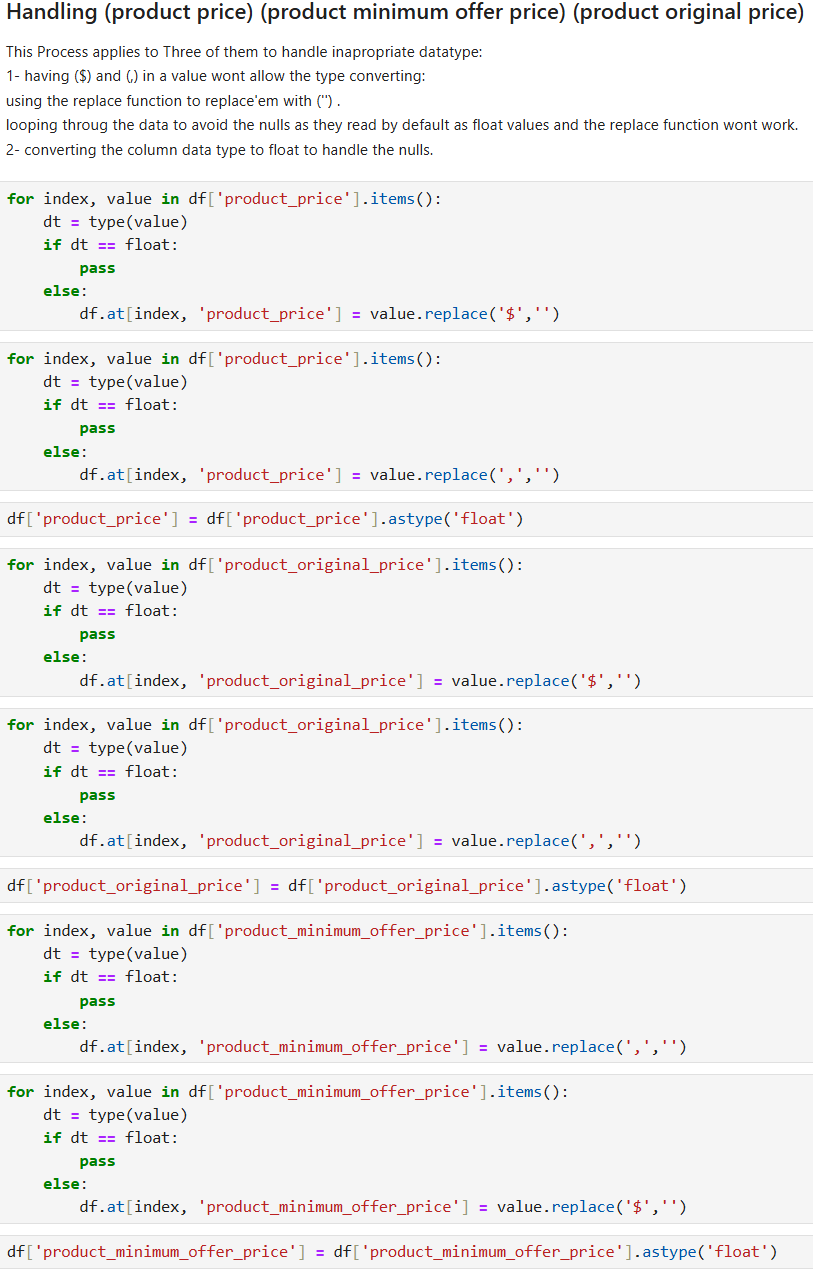 Handling (product price) (product minimum offer price) (product original price)
This Process applies to Three of them to handle inapropriate datatype:
1- having ($) and (,) in a value wont allow the type converting:
using the replace function to replace'em with ('') .
looping throug the data to avoid the nulls as they read by default as float values and the replace function wont work.
2- converting the column data type to float to handle the nulls.
for index, value in df['product_price'].items():
    dt = type(value)
    if dt == float:
        pass
    else:
        df.at[index, 'product_price'] = value.replace('$','')
for index, value in df['product_price'].items():
    dt = type(value)
    if dt == float:
        pass
    else:
        df.at[index, 'product_price'] = value.replace(',','')
df['product_price'] = df['product_price'].astype('float')
for index, value in df['product_original_price'].items():
    dt = type(value)
    if dt == float:
        pass
    else:
        df.at[index, 'product_original_price'] = value.replace('$','')
for index, value in df['product_original_price'].items():
    dt = type(value)
    if dt == float:
        pass
    else:
        df.at[index, 'product_original_price'] = value.replace(',','')
df['product_original_price'] = df['product_original_price'].astype('float')
for index, value in df['product_minimum_offer_price'].items():
    dt = type(value)
    if dt == float:
        pass
    else:
        df.at[index, 'product_minimum_offer_price'] = value.replace(',','')
for index, value in df['product_minimum_offer_price'].items():
    dt = type(value)
    if dt == float:
        pass
    else:
        df.at[index, 'product_minimum_offer_price'] = value.replace('$','')
df['product_minimum_offer_price'] = df['product_minimum_offer_price'].astype('float')